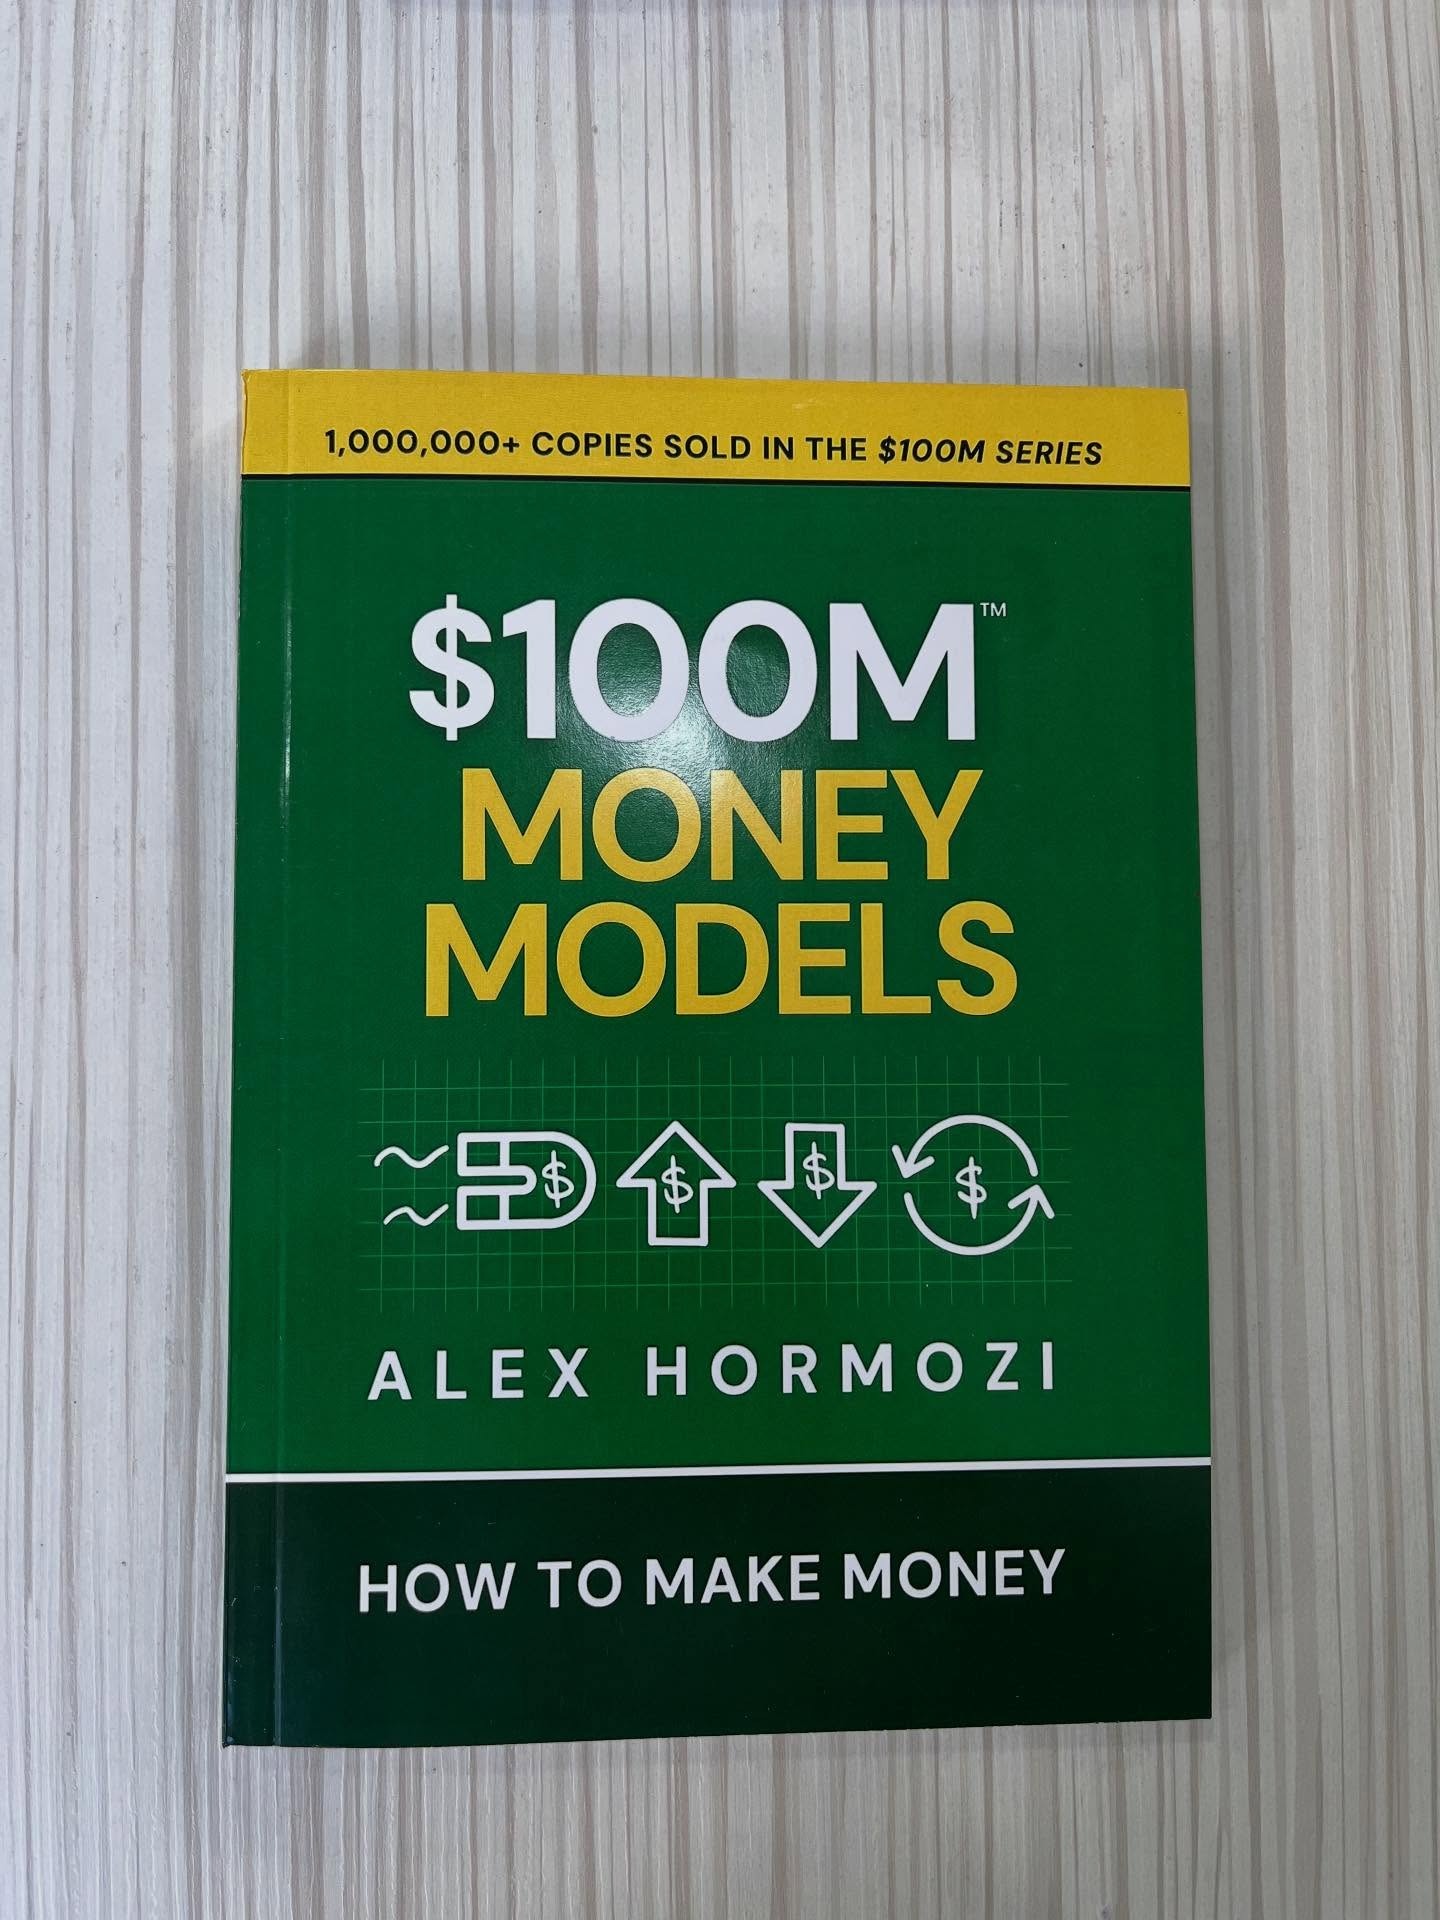 1,000,000+ COPIES SOLD IN THE $100M SERIES
$100M™
MONEY
MODELS
$ $ $ $
ALEX HORMOZI
HOW TO MAKE MONEY